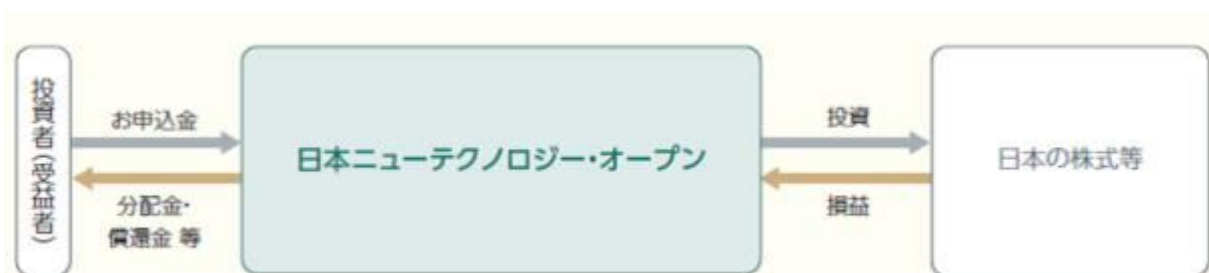 投資者(受益者)
お申込金
分配金・
償還金 等
日本ニューテクノロジー・オープン
投資
損益
日本の株式等